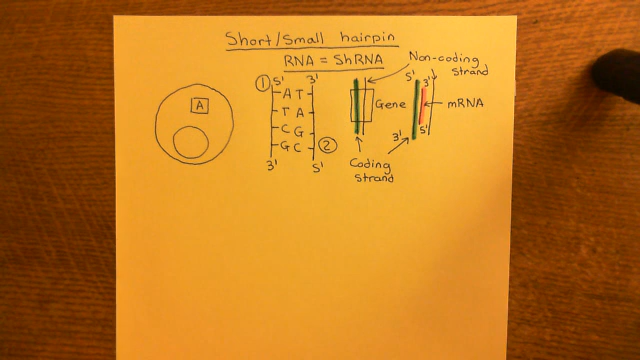 Short/Small hairpin
RNA = ShRNA
Non-coding
strand
A
1 5' 3'
A T
T A
C G
G C 2
3' 5'
Gene
Coding
Strand
5'
3'
mRNA
5'
3'